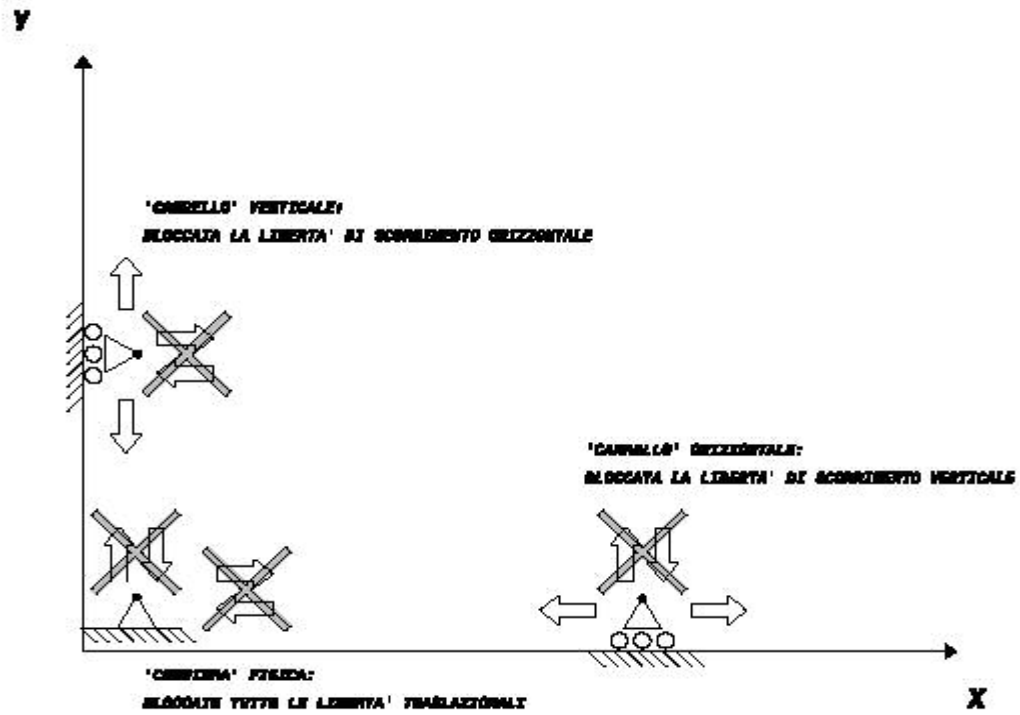 Y
'CARRELLO' VERTICALE:
BLOCCATA LA LIBERTA' DI SCORRIMENTO ORIZZONTALE
'CARRELLO' ORIZZONTALE:
BLOCCATA LA LIBERTA' DI SCORRIMENTO VERTICALE
'CERNIERA' FISICA:
BLOCCATE TUTTE LE LIBERTA' TRASLAZIONALI
X